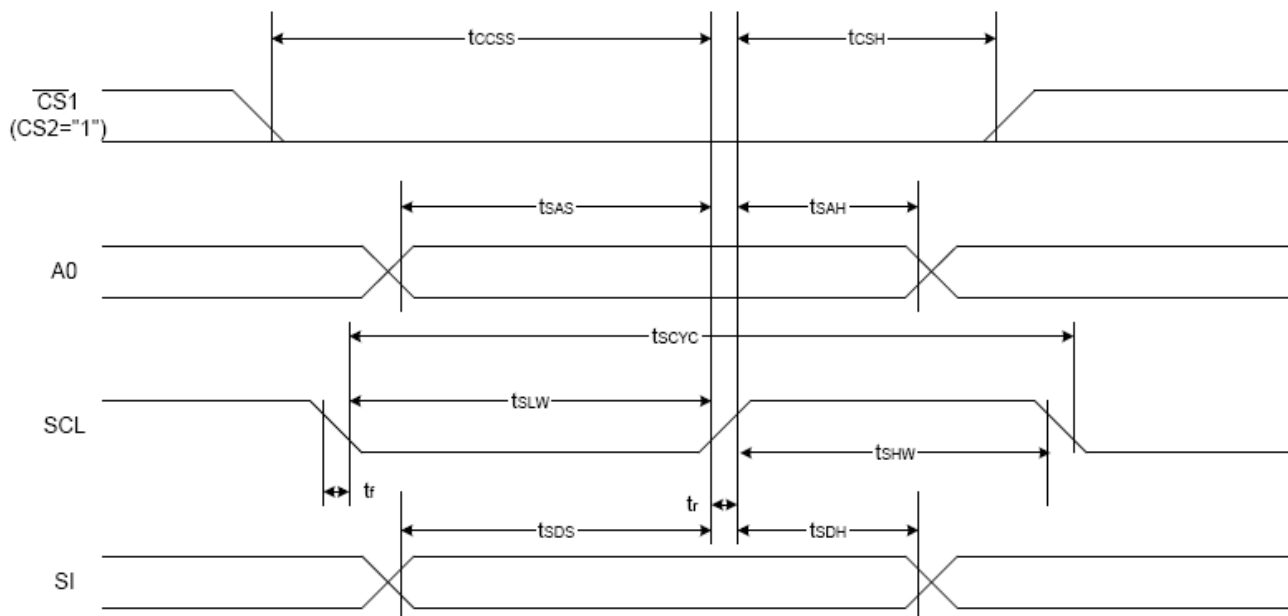 tCCSS
tCSH
CS1
(CS2="1")
tSAS
tSAH
A0
tSCYC
tSLW
SCL
tSHW
tf
tr
tSDS
tSDH
SI